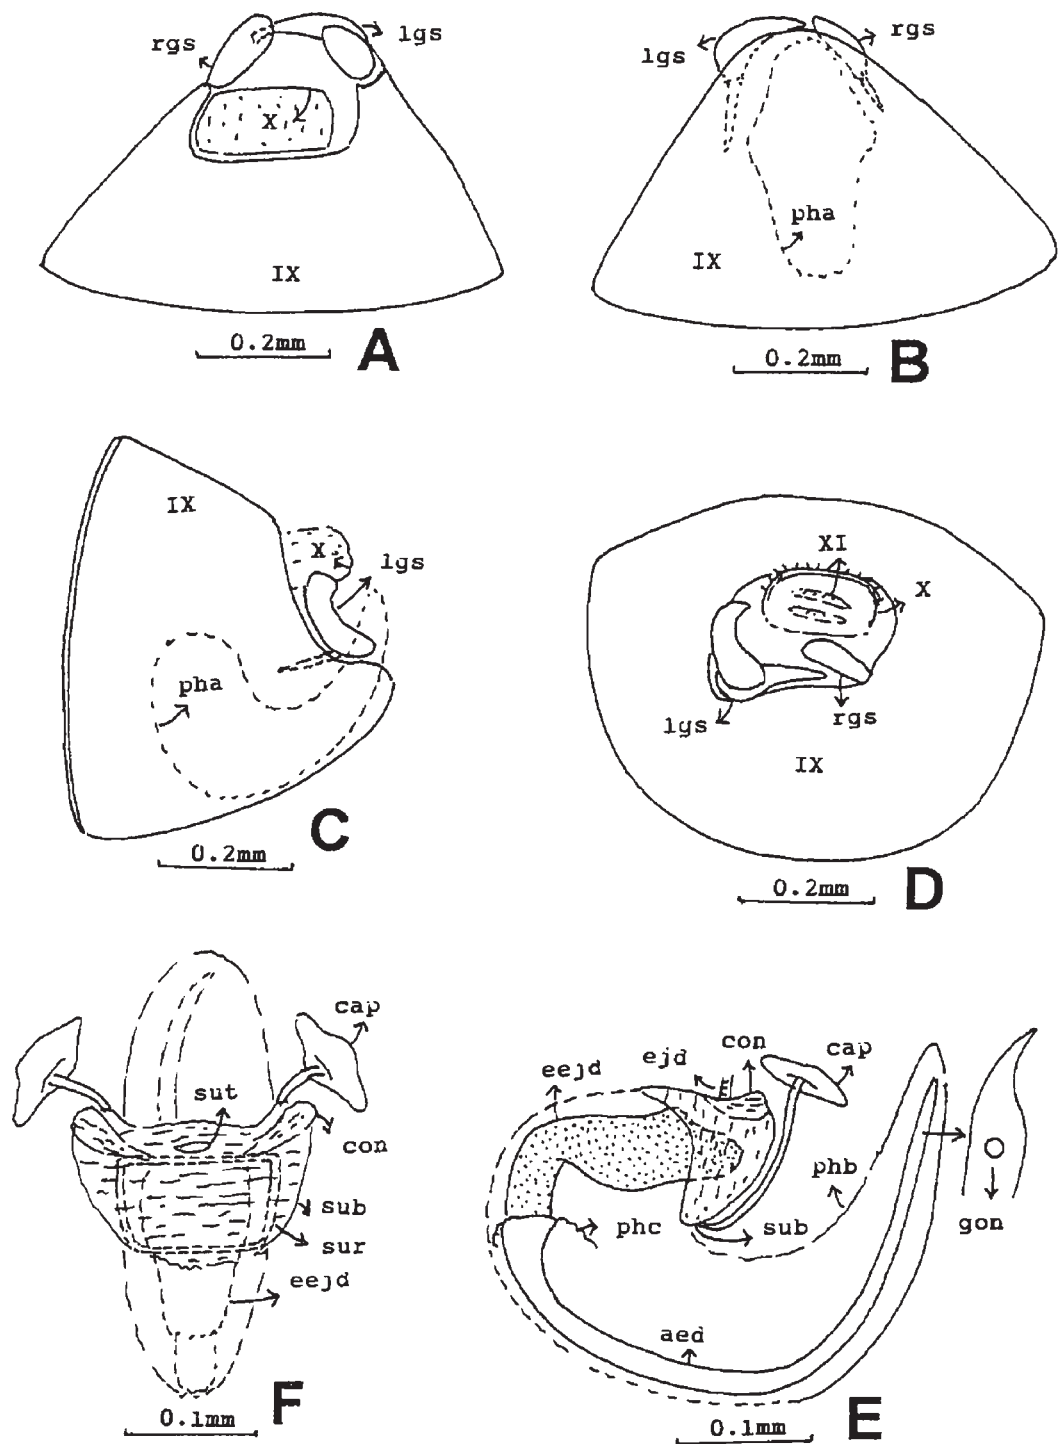 rgs
lgs
X
IX
0.2mm
A
lgs
rgs
pha
IX
0.2mm
B
IX
X
lgs
pha
0.2mm
C
XI
X
lgs
rgs
IX
0.2mm
D
cap
sut
con
sub
sur
eejd
0.1mm
F
eejd
ejd
con
cap
phb
phc
sub
gon
aed
0.1mm
E